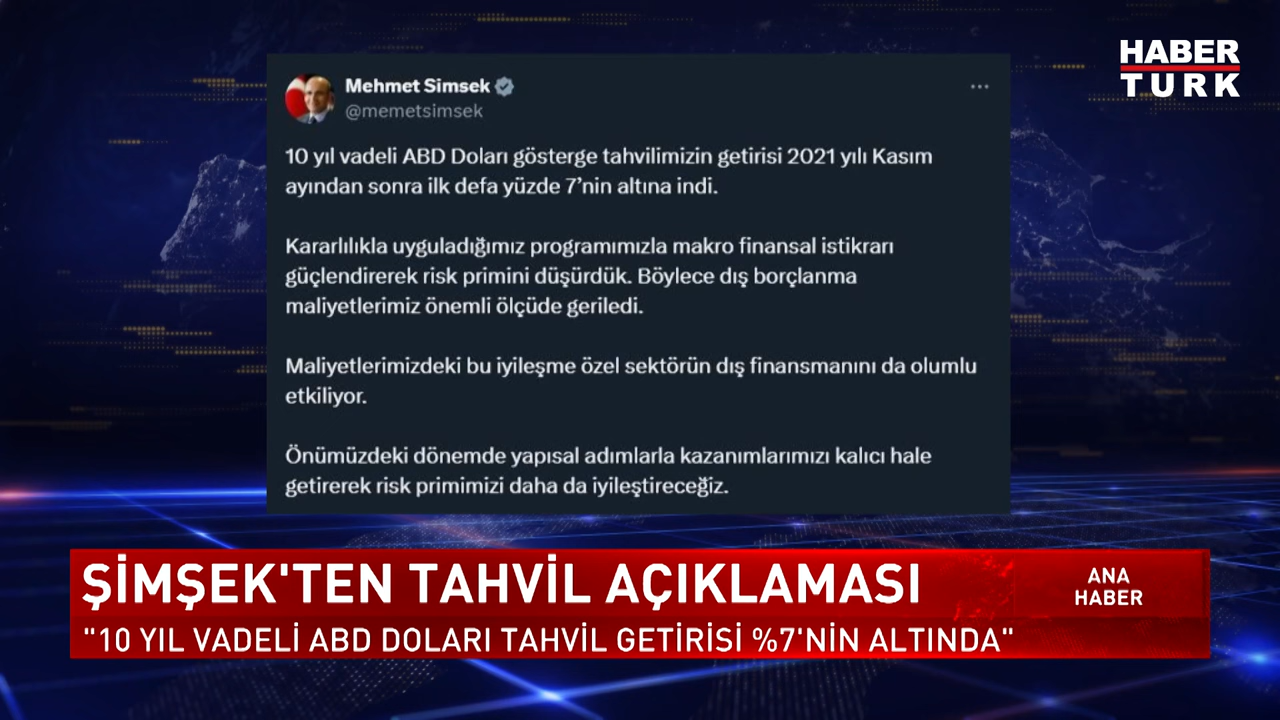 HABER
TURK
Mehmet Simsek
@memetsimsek
10 yıl vadeli ABD Doları gösterge tahvilimizin getirisi 2021 yılı Kasım
ayından sonra ilk defa yüzde 7’nin altına indi.
Kararlılıkla uyguladığımız programımızla makro finansal istikrarı
güçlendirerek risk primini düşürdük. Böylece dış borçlanma
maliyetlerimiz önemli ölçüde geriledi.
Maliyetlerimizdeki bu iyileşme özel sektörün dış finansmanını da olumlu
etkiliyor.
Önümüzdeki dönemde yapısal adımlarla kazanımlarımızı kalıcı hale
getirerek risk primimizi daha da iyileştireceğiz.
ŞİMŞEK'TEN TAHVİL AÇIKLAMASI
"10 YIL VADELİ ABD DOLARI TAHVİL GETİRİSİ %7'NİN ALTINDA"
ANA
HABER